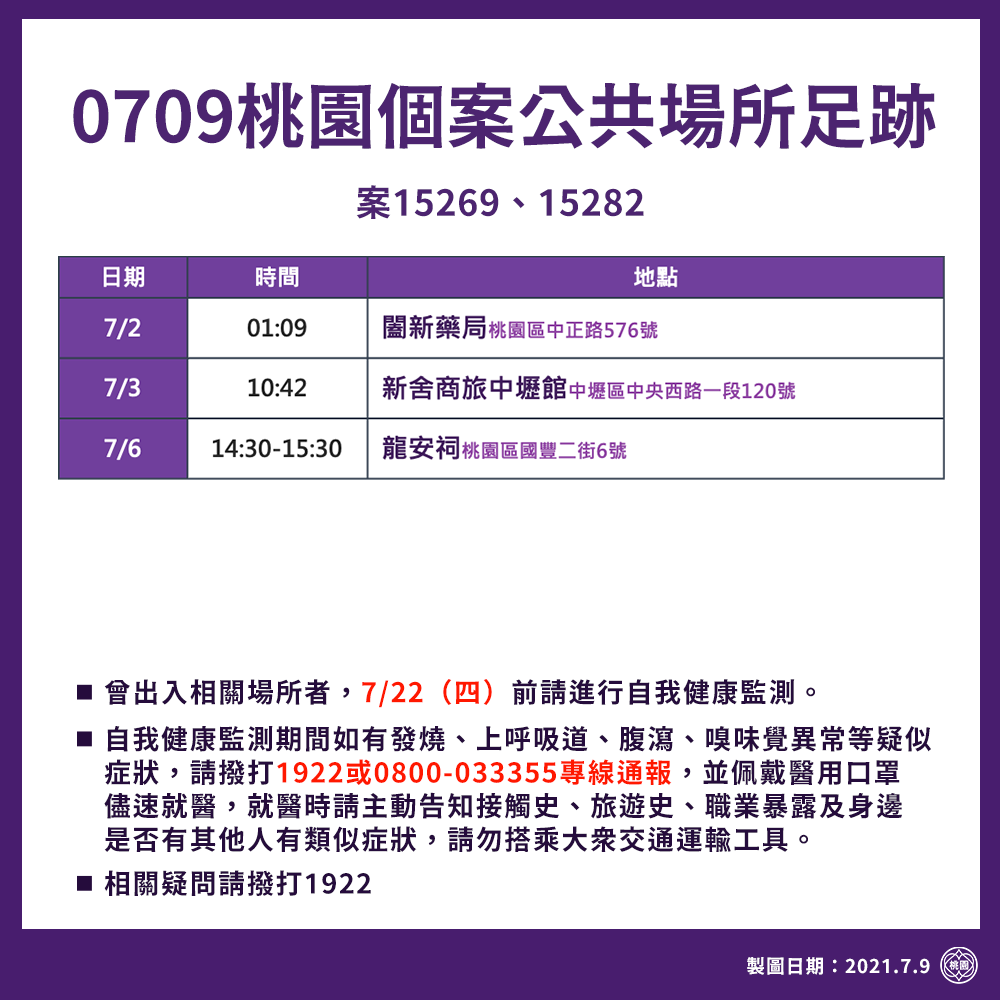 0709桃園個案公共場所足跡
案15269、15282
日期 時間 地點
7/2 01:09 闔新藥局桃園區中正路576號
7/3 10:42 新舍商旅中壢館中壢區中央西路一段120號
7/6 14:30-15:30 龍安祠桃園區國豐二街6號
■ 曾出入相關場所者，7/22（四）前請進行自我健康監測。
■ 自我健康監測期間如有發燒、上呼吸道、腹瀉、嗅味覺異常等疑似
症狀，請撥打1922或0800-033355專線通報，並佩戴醫用口罩
儘速就醫，就醫時請主動告知接觸史、旅遊史、職業暴露及身邊
是否有其他人有類似症狀，請勿搭乘大眾交通運輸工具。
■ 相關疑問請撥打1922
製圖日期：2021.7.9 桃園